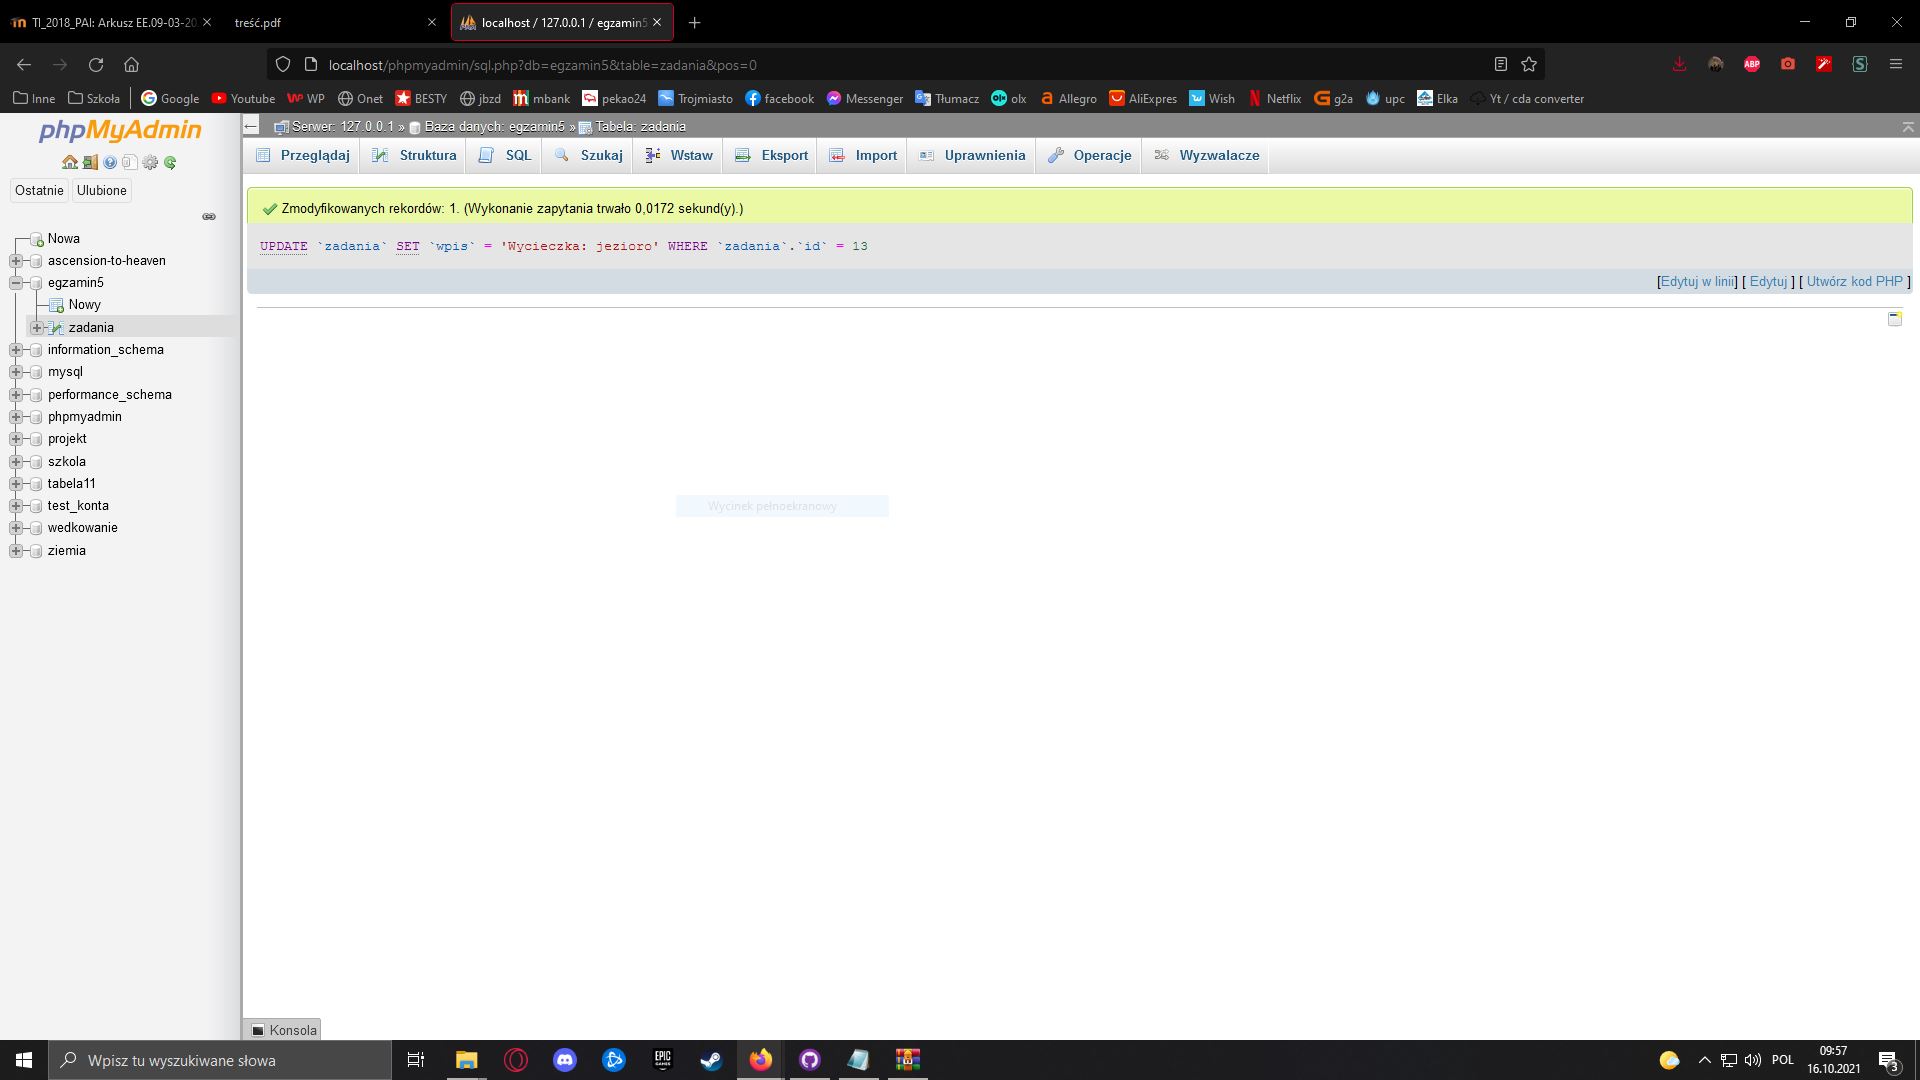 TI_2018_PAI: Arkusz EE.09-03-20
treść.pdf
localhost / 127.0.0.1 / egzamin5
localhost/phpmyadmin/sql.php?db=egzamin5&table=zadania&pos=0
ABP
Inne Szkoła Google Youtube WP Onet BESTY jbzd mbank pekao24 Trojmiasto facebook Messenger Tłumacz olx Allegro AliExpres Wish Netflix g2a upc Elka Yt / cda converter
phpMyAdmin
Ostatnie Ulubione
Nowa
ascension-to-heaven
egzamin5
Nowy
zadania
information_schema
mysql
performance_schema
phpmyadmin
projekt
szkola
tabela11
test_konta
wedkowanie
ziemia
Serwer: 127.0.0.1 » Baza danych: egzamin5 » Tabela: zadania
Przeglądaj Struktura SQL Szukaj Wstaw Eksport Import Uprawnienia Operacje Wyzwalacze
Zmodyfikowanych rekordów: 1. (Wykonanie zapytania trwało 0,0172 sekund(y).)
UPDATE `zadania` SET `wpis` = 'Wycieczka: jezioro' WHERE `zadania`.`id` = 13
[Edytuj w linii] [ Edytuj ] [ Utwórz kod PHP ]
Wycinek pełnoekranowy
Konsola
Wpisz tu wyszukiwane słowa
EPIC GAMES
POL
09:57
16.10.2021
3